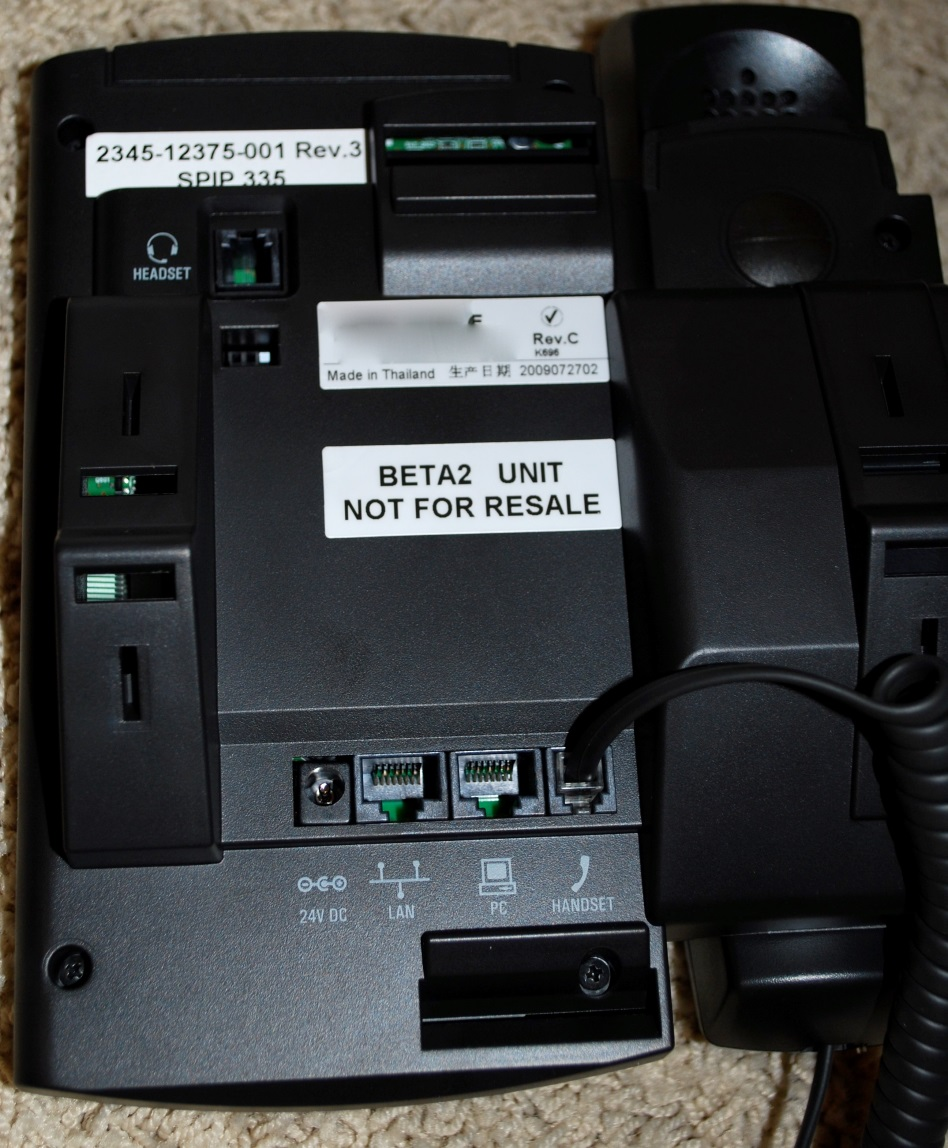 2345-12375-001 Rev.3
SPIP 335
HEADSET
Rev.C
K696
Made in Thailand 生产日期 2009072702
BETA2 UNIT
NOT FOR RESALE
24V DC LAN PC HANDSET